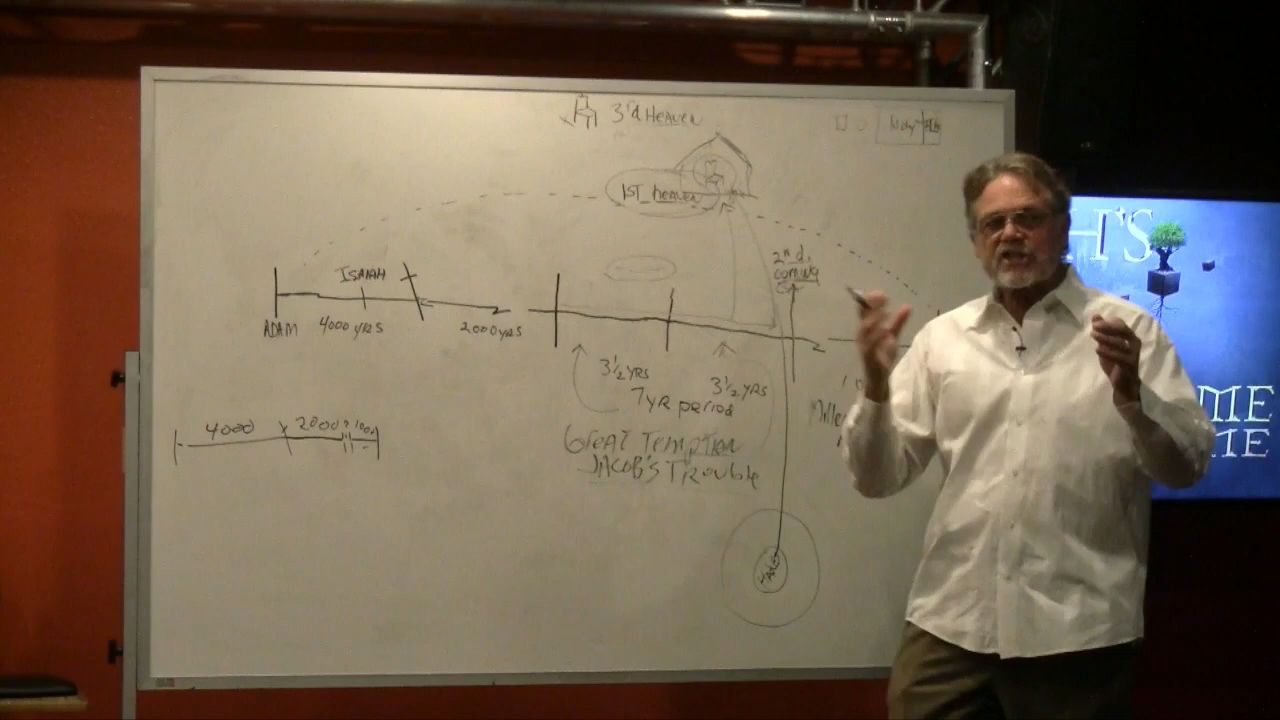 3rd HEAVEN
1ST HEAVEN
2nd
coming
ISAIAH
ADAM
4000 YRS
2000 YRS
3½ YRS
3½ YRS
7 YR period
GREAT
JACOB'S TROUBLE
4000
2000
H'S
ME
ME